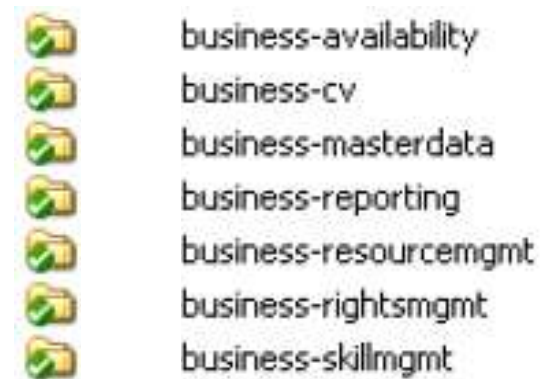 business-availability
business-cv
business-masterdata
business-reporting
business-resourcemgmt
business-rightsmgmt
business-skillmgmt